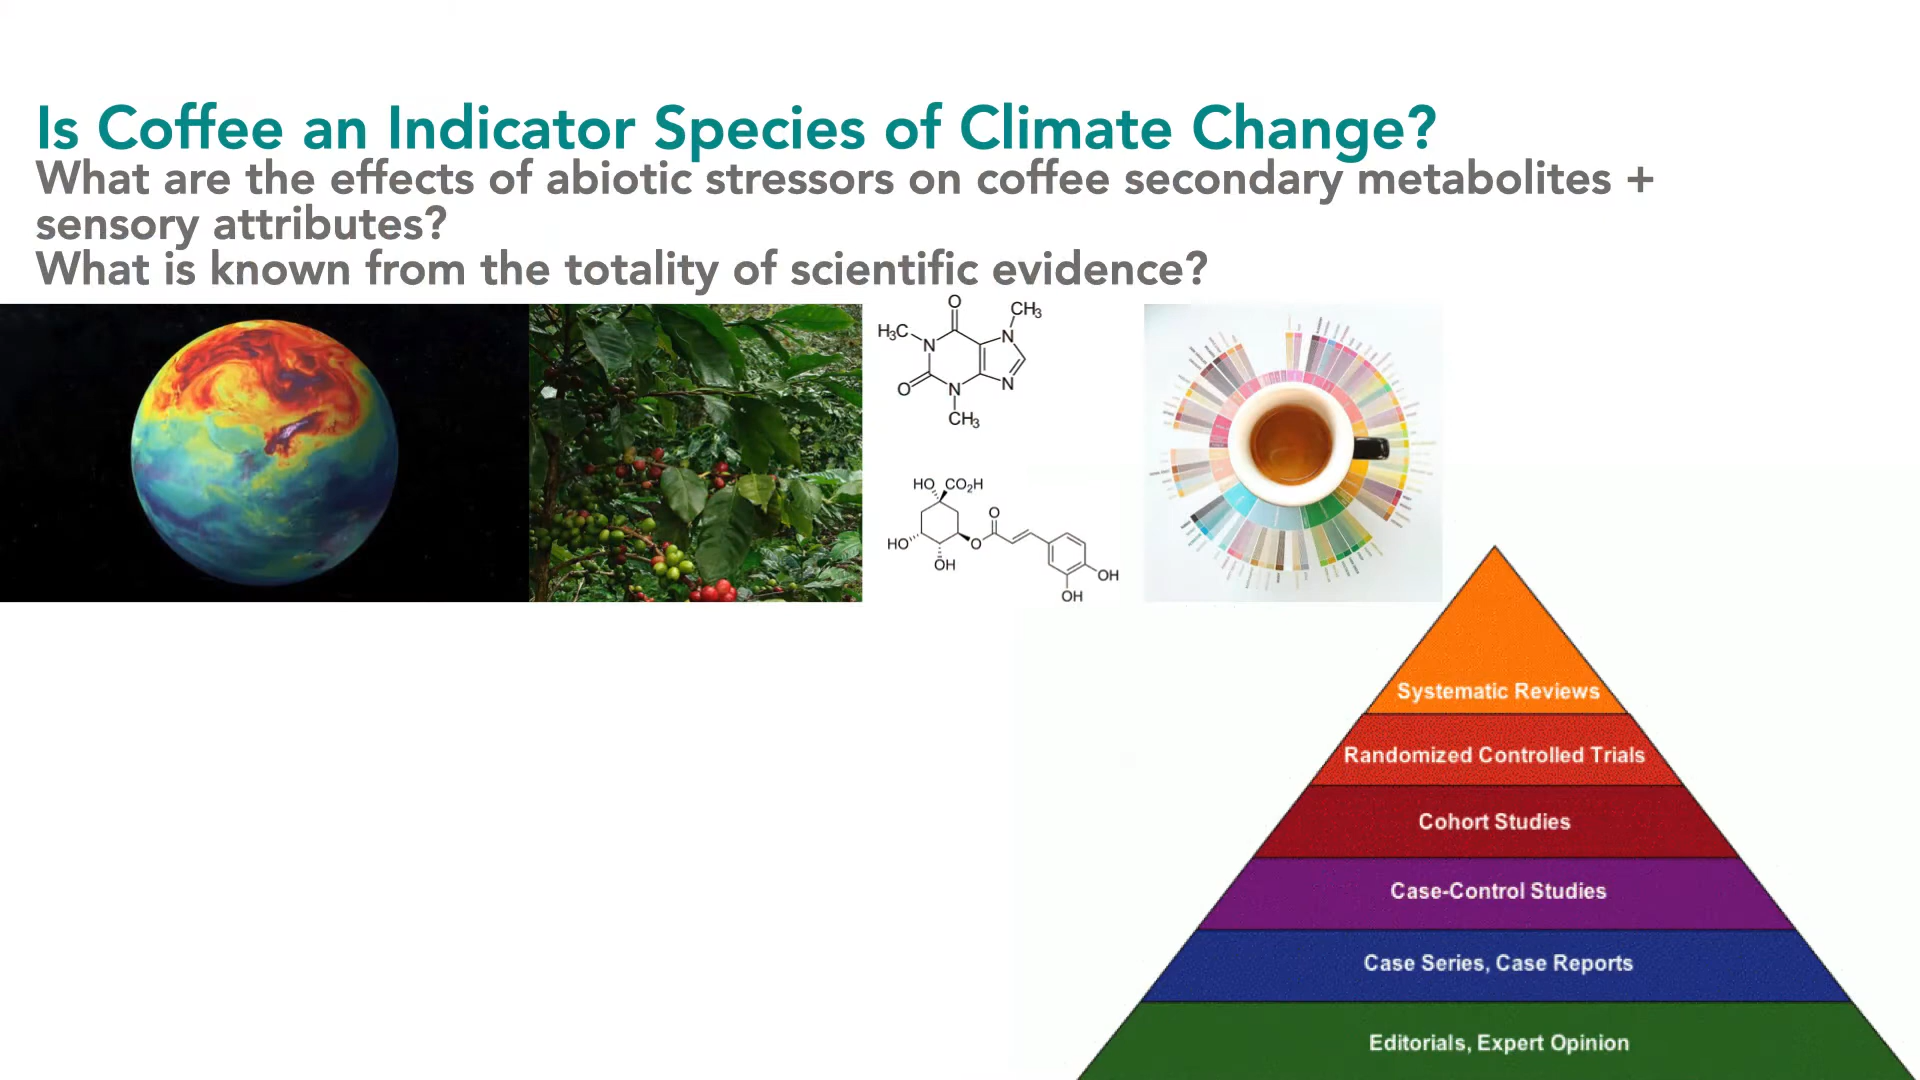 Is Coffee an Indicator Species of Climate Change?
What are the effects of abiotic stressors on coffee secondary metabolites +
sensory attributes?
What is known from the totality of scientific evidence?
O
CH₃
H₃C
N
N
O
N
N
CH₃
HO
CO₂H
O
HO
O
OH
OH
OH
Systematic Reviews
Randomized Controlled Trials
Cohort Studies
Case-Control Studies
Case Series, Case Reports
Editorials, Expert Opinion